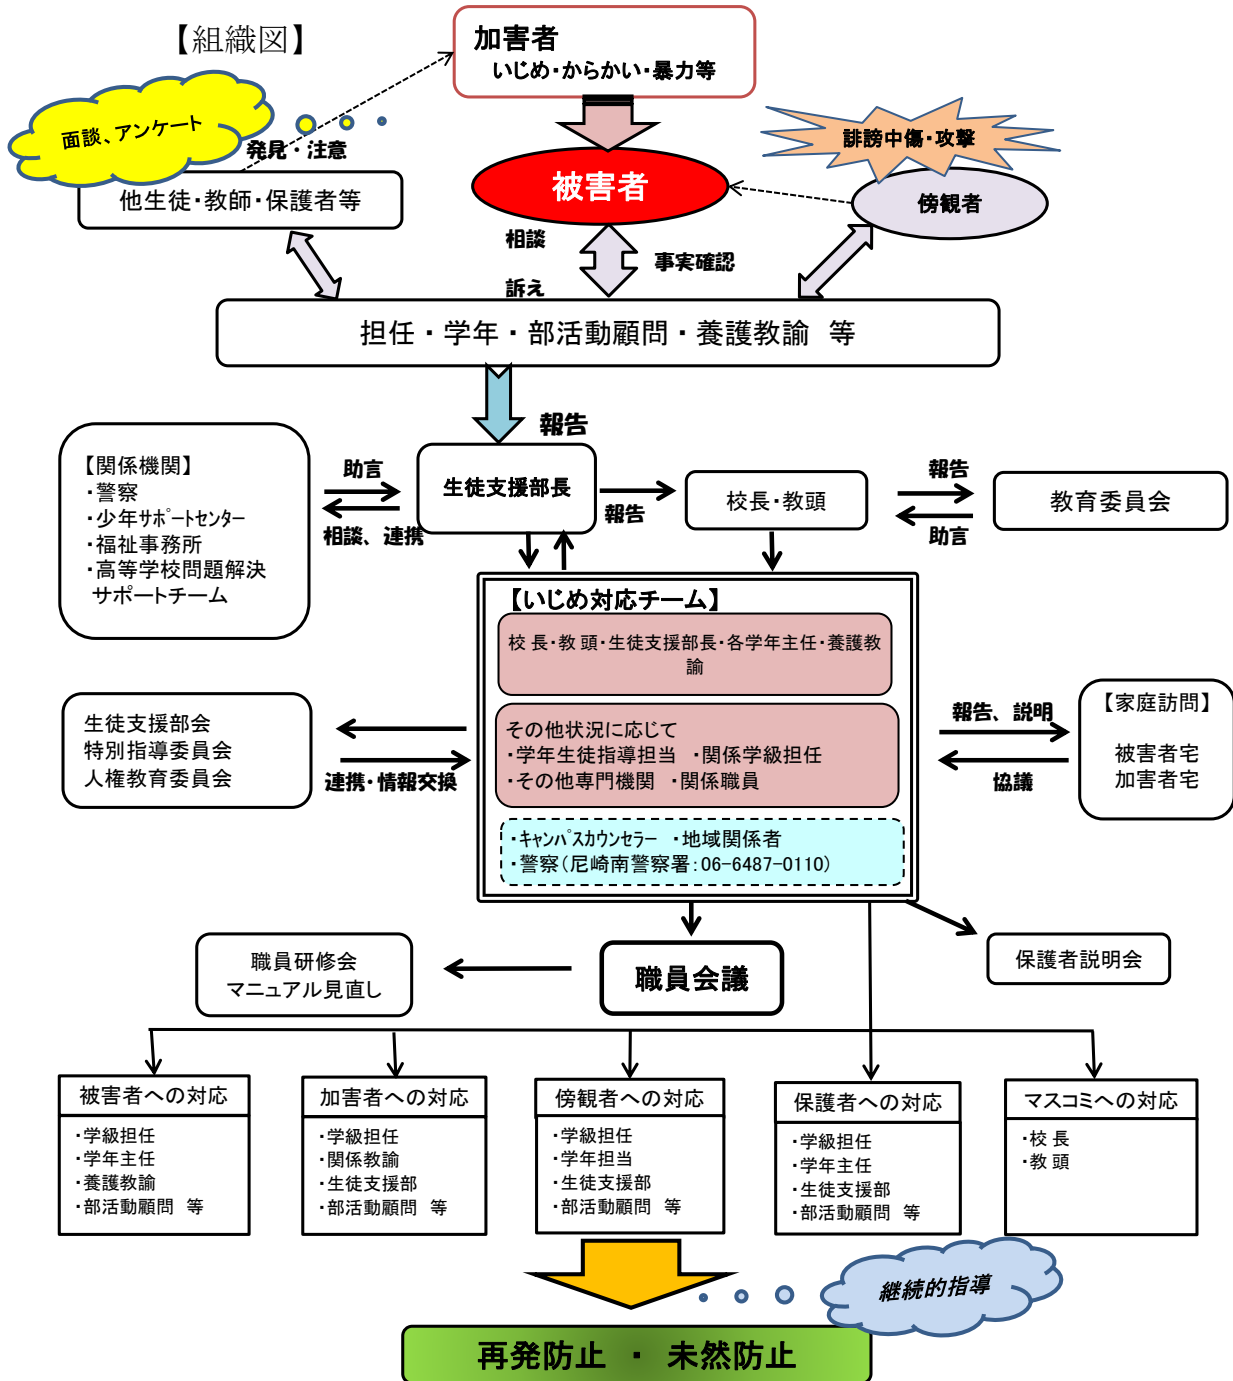 【組織図】
加害者
いじめ・からかい・暴力等
面談、アンケート
発見・注意
誹謗中傷・攻撃
他生徒・教師・保護者等
被害者
傍観者
相談
事実確認
訴え
担任・学年・部活動顧問・養護教諭　等
報告
【関係機関】
・警察
・少年サポートセンター
・福祉事務所
・高等学校問題解決
サポートチーム
助言
相談、連携
生徒支援部長
報告
校長・教頭
報告
助言
教育委員会
【いじめ対応チーム】
校 長・教 頭・生徒支援部長・各学年主任・養護教
諭
その他状況に応じて
・学年生徒指導担当　・関係学級担任
・その他専門機関　・関係職員
・キャンパスカウンセラー　・地域関係者
・警察（尼崎南警察署：06-6487-0110）
生徒支援部会
特別指導委員会
人権教育委員会
連携・情報交換
報告、説明
協議
【家庭訪問】
被害者宅
加害者宅
職員研修会
マニュアル見直し
職員会議
保護者説明会
被害者への対応
・学級担任
・学年主任
・養護教諭
・部活動顧問　等
加害者への対応
・学級担任
・関係教諭
・生徒支援部
・部活動顧問　等
傍観者への対応
・学級担任
・学年担当
・生徒支援部
・部活動顧問　等
保護者への対応
・学級担任
・学年主任
・生徒支援部
・部活動顧問　等
マスコミへの対応
・校 長
・教 頭
継続的指導
再発防止　・　未然防止